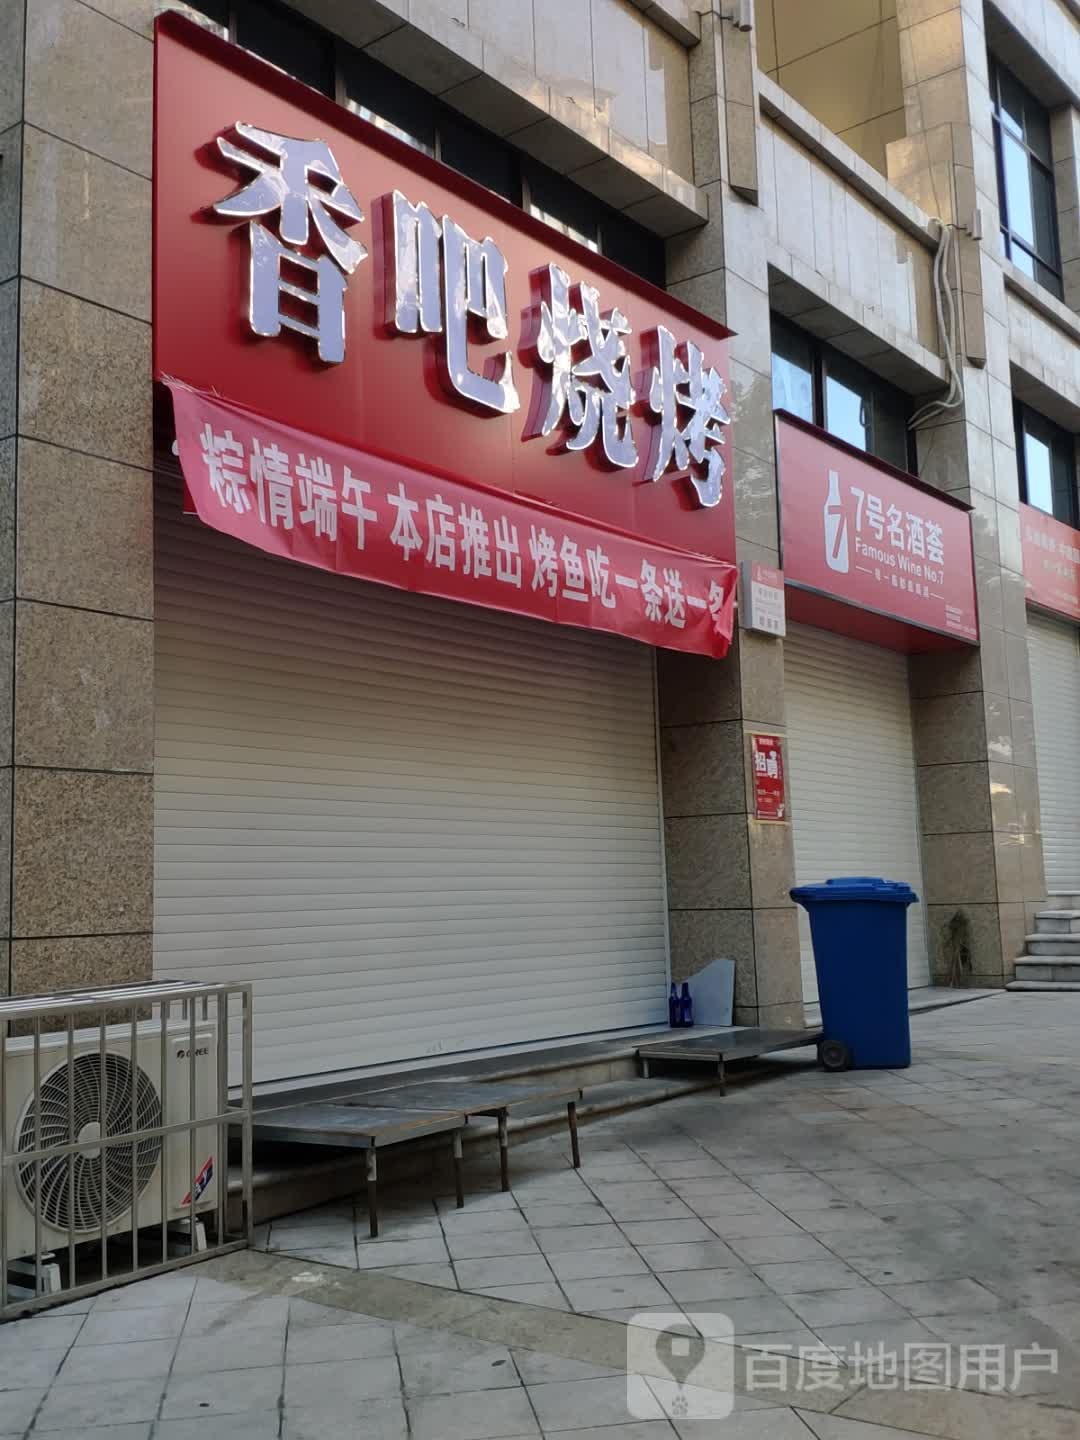 香吧烧烤
粽情端午 本店推出 烤鱼吃一条送一条
7号名酒荟
Famous Wine No.7
招聘
GREE
百度地图用户